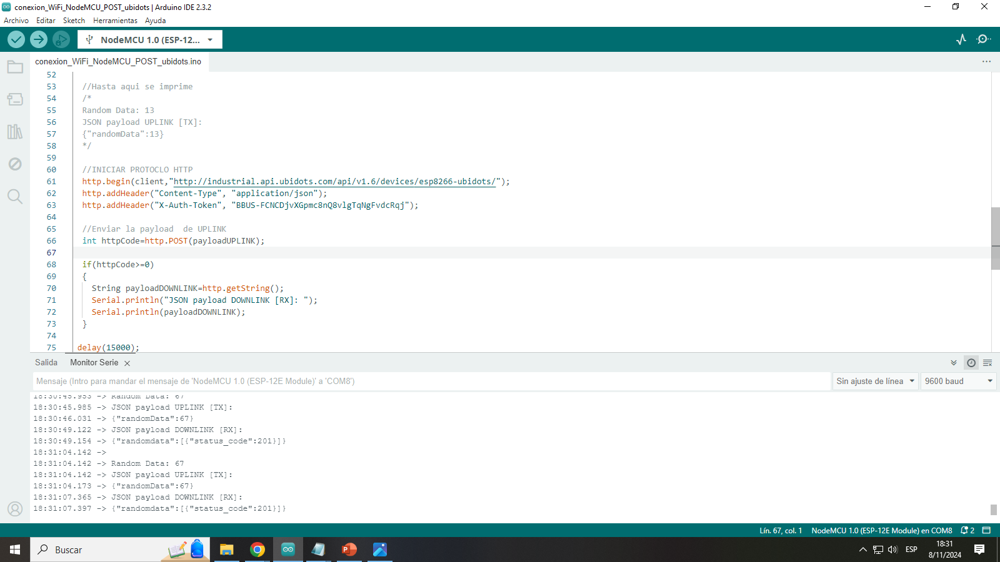 conexion_WiFi_NodeMCU_POST_ubidots | Arduino IDE 2.3.2
Archivo Editar Sketch Herramientas Ayuda
NodeMCU 1.0 (ESP-12E...
conexion_WiFi_NodeMCU_POST_ubidots.ino
52
53 //Hasta aqui se imprime
54 /*
55 Random Data: 13
56 JSON payload UPLINK [TX]:
57 {"randomData":13}
58 */
59
60 //INICIAR PROTOCLO HTTP
61 http.begin(client,"http://industrial.api.ubidots.com/api/v1.6/devices/esp8266-ubidots/");
62 http.addHeader("Content-Type", "application/json");
63 http.addHeader("X-Auth-Token", "BBUS-FCNCDjvXGpmc8nQ8vlgTqNgFvdcRqj");
64
65 //Enviar la payload  de UPLINK
66 int httpCode=http.POST(payloadUPLINK);
67
68 if(httpCode>=0)
69 {
70 String payloadDOWNLINK=http.getString();
71 Serial.println("JSON payload DOWNLINK [RX]: ");
72 Serial.println(payloadDOWNLINK);
73 }
74
75 delay(15000);
Salida Monitor Serie
Mensaje (Intro para mandar el mensaje de 'NodeMCU 1.0 (ESP-12E Module)' a 'COM8')
Sin ajuste de línea 9600 baud
18:30:45.953 -> Random Data: 67
18:30:45.985 -> JSON payload UPLINK [TX]:
18:30:46.031 -> {"randomData":67}
18:30:49.122 -> JSON payload DOWNLINK [RX]:
18:30:49.154 -> {"randomdata":[{"status_code":201}]}
18:31:04.142 ->
18:31:04.142 -> Random Data: 67
18:31:04.142 -> JSON payload UPLINK [TX]:
18:31:04.173 -> {"randomData":67}
18:31:07.365 -> JSON payload DOWNLINK [RX]:
18:31:07.397 -> {"randomdata":[{"status_code":201}]}
Lín. 67, col. 1 NodeMCU 1.0 (ESP-12E Module) en COM8 2
Buscar
ESP
18:31
8/11/2024